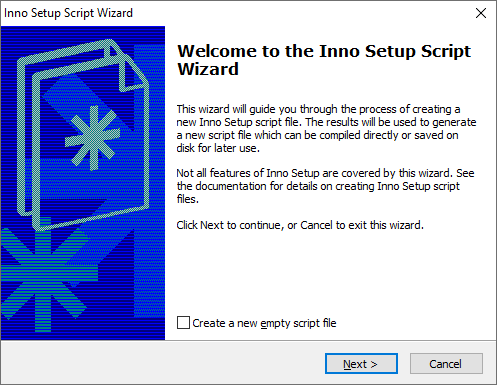 Inno Setup Script Wizard
Welcome to the Inno Setup Script
Wizard
This wizard will guide you through the process of creating a
new Inno Setup script file. The results will be used to generate
a new script file which can be compiled directly or saved on
disk for later use.
Not all features of Inno Setup are covered by this wizard. See
the documentation for details on creating Inno Setup script
files.
Click Next to continue, or Cancel to exit this wizard.
Create a new empty script file
Next >
Cancel